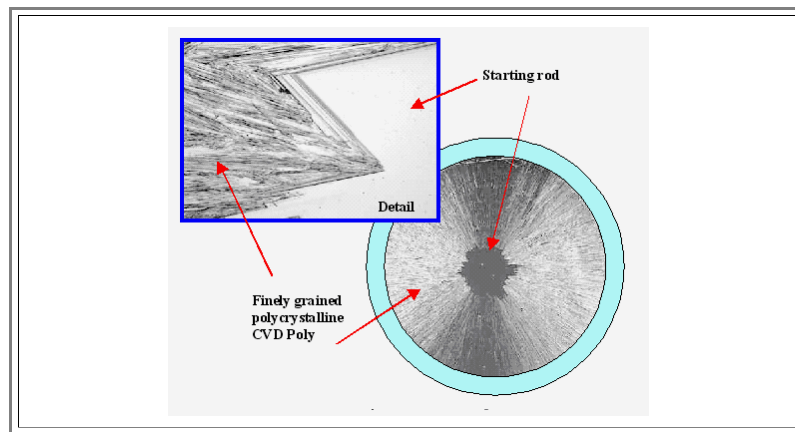 Starting rod
Detail
Finely grained
polycrystalline
CVD Poly